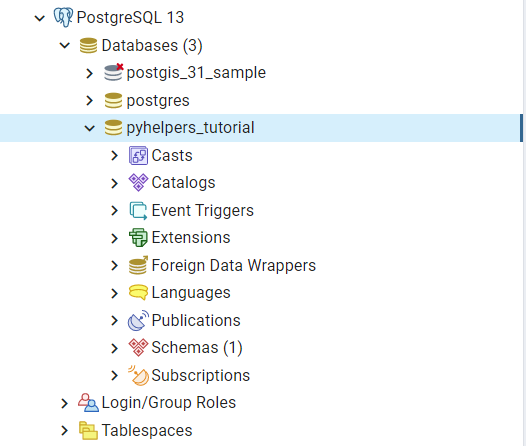 PostgreSQL 13
Databases (3)
postgis_31_sample
postgres
pyhelpers_tutorial
Casts
Catalogs
Event Triggers
Extensions
Foreign Data Wrappers
Languages
Publications
Schemas (1)
Subscriptions
Login/Group Roles
Tablespaces